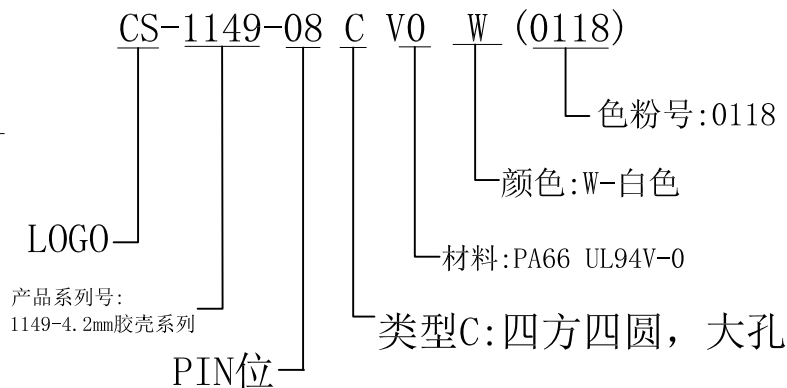 CS-1149-08 C V0 W (0118)
色粉号:0118
颜色:W-白色
LOGO
材料:PA66 UL94V-0
产品系列号:
1149-4.2mm胶壳系列
类型C:四方四圆，大孔
PIN位